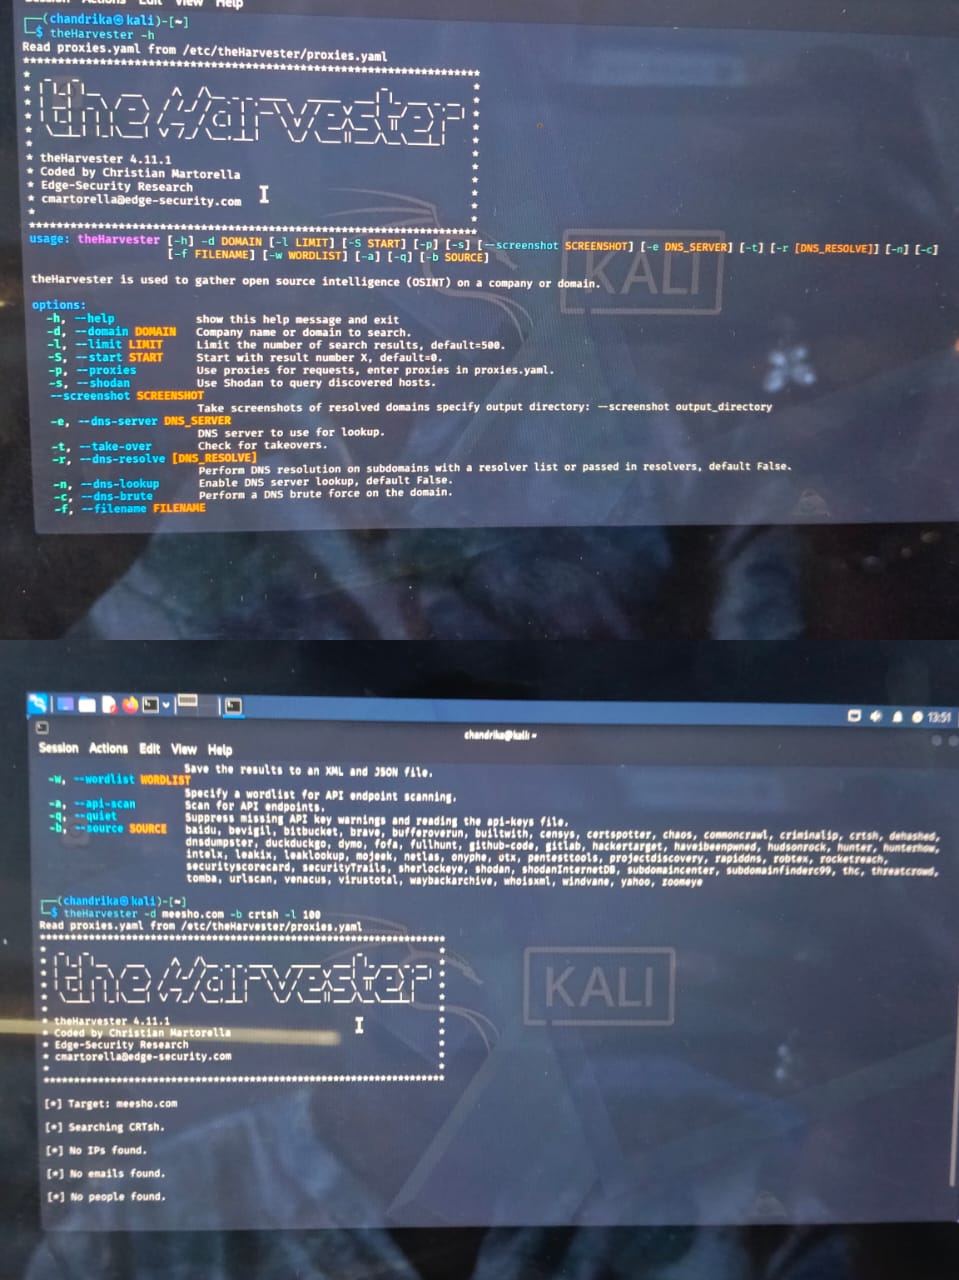 Session Actions Edit View Help
┌──(chandrika㉿kali)-[~]
└─$ theHarvester -h
Read proxies.yaml from /etc/theHarvester/proxies.yaml
*******************************************************************
theHarvester
* theHarvester 4.11.1
* Coded by Christian Martorella
* Edge-Security Research
* cmartorella@edge-security.com
*
*******************************************************************
usage: theHarvester [-h] -d DOMAIN [-l LIMIT] [-S START] [-p] [-s] [--screenshot SCREENSHOT] [-e DNS_SERVER] [-t] [-r [DNS_RESOLVE]] [-n] [-c]
[-f FILENAME] [-w WORDLIST] [-a] [-q] [-b SOURCE]
theHarvester is used to gather open source intelligence (OSINT) on a company or domain.
options:
-h, --help show this help message and exit
-d, --domain DOMAIN Company name or domain to search.
-l, --limit LIMIT Limit the number of search results, default=500.
-S, --start START Start with result number X, default=0.
-p, --proxies Use proxies for requests, enter proxies in proxies.yaml.
-s, --shodan Use Shodan to query discovered hosts.
--screenshot SCREENSHOT
Take screenshots of resolved domains specify output directory: --screenshot output_directory
-e, --dns-server DNS_SERVER
DNS server to use for lookup.
-t, --take-over Check for takeovers.
-r, --dns-resolve [DNS_RESOLVE]
Perform DNS resolution on subdomains with a resolver list or passed in resolvers, default False.
-n, --dns-lookup Enable DNS server lookup, default False.
-c, --dns-brute Perform a DNS brute force on the domain.
-f, --filename FILENAME
KALI
13:51
chandrika@kali: ~
Session Actions Edit View Help
Save the results to an XML and JSON file.
-w, --wordlist WORDLIST
Specify a wordlist for API endpoint scanning.
-a, --api-scan Scan for API endpoints.
-q, --quiet Suppress missing API key warnings and reading the api-keys file.
-b, --source SOURCE baidu, bevigil, bitbucket, brave, bufferoverun, builtwith, censys, certspotter, chaos, commoncrawl, criminalip, crtsh, dehashed,
dnsdumpster, duckduckgo, dymo, fofa, fullhunt, github-code, gitlab, hackertarget, haveibeenpwned, hudsonrock, hunter, hunterhow,
intelx, leakix, leaklookup, mojeek, netlas, onyphe, otx, pentesttools, projectdiscovery, rapiddns, robtex, rocketreach,
securityscorecard, securityTrails, sherlockeye, shodan, shodanInternetDB, subdomaincenter, subdomainfinderc99, thc, threatcrowd,
tomba, urlscan, venacus, virustotal, waybackarchive, whoisxml, windvane, yahoo, zoomeye
┌──(chandrika㉿kali)-[~]
└─$ theHarvester -d meesho.com -b crtsh -l 100
Read proxies.yaml from /etc/theHarvester/proxies.yaml
*******************************************************************
theHarvester
* theHarvester 4.11.1
* Coded by Christian Martorella
* Edge-Security Research
* cmartorella@edge-security.com
*
*******************************************************************
KALI
[*] Target: meesho.com
[*] Searching CRTsh.
[*] No IPs found.
[*] No emails found.
[*] No people found.